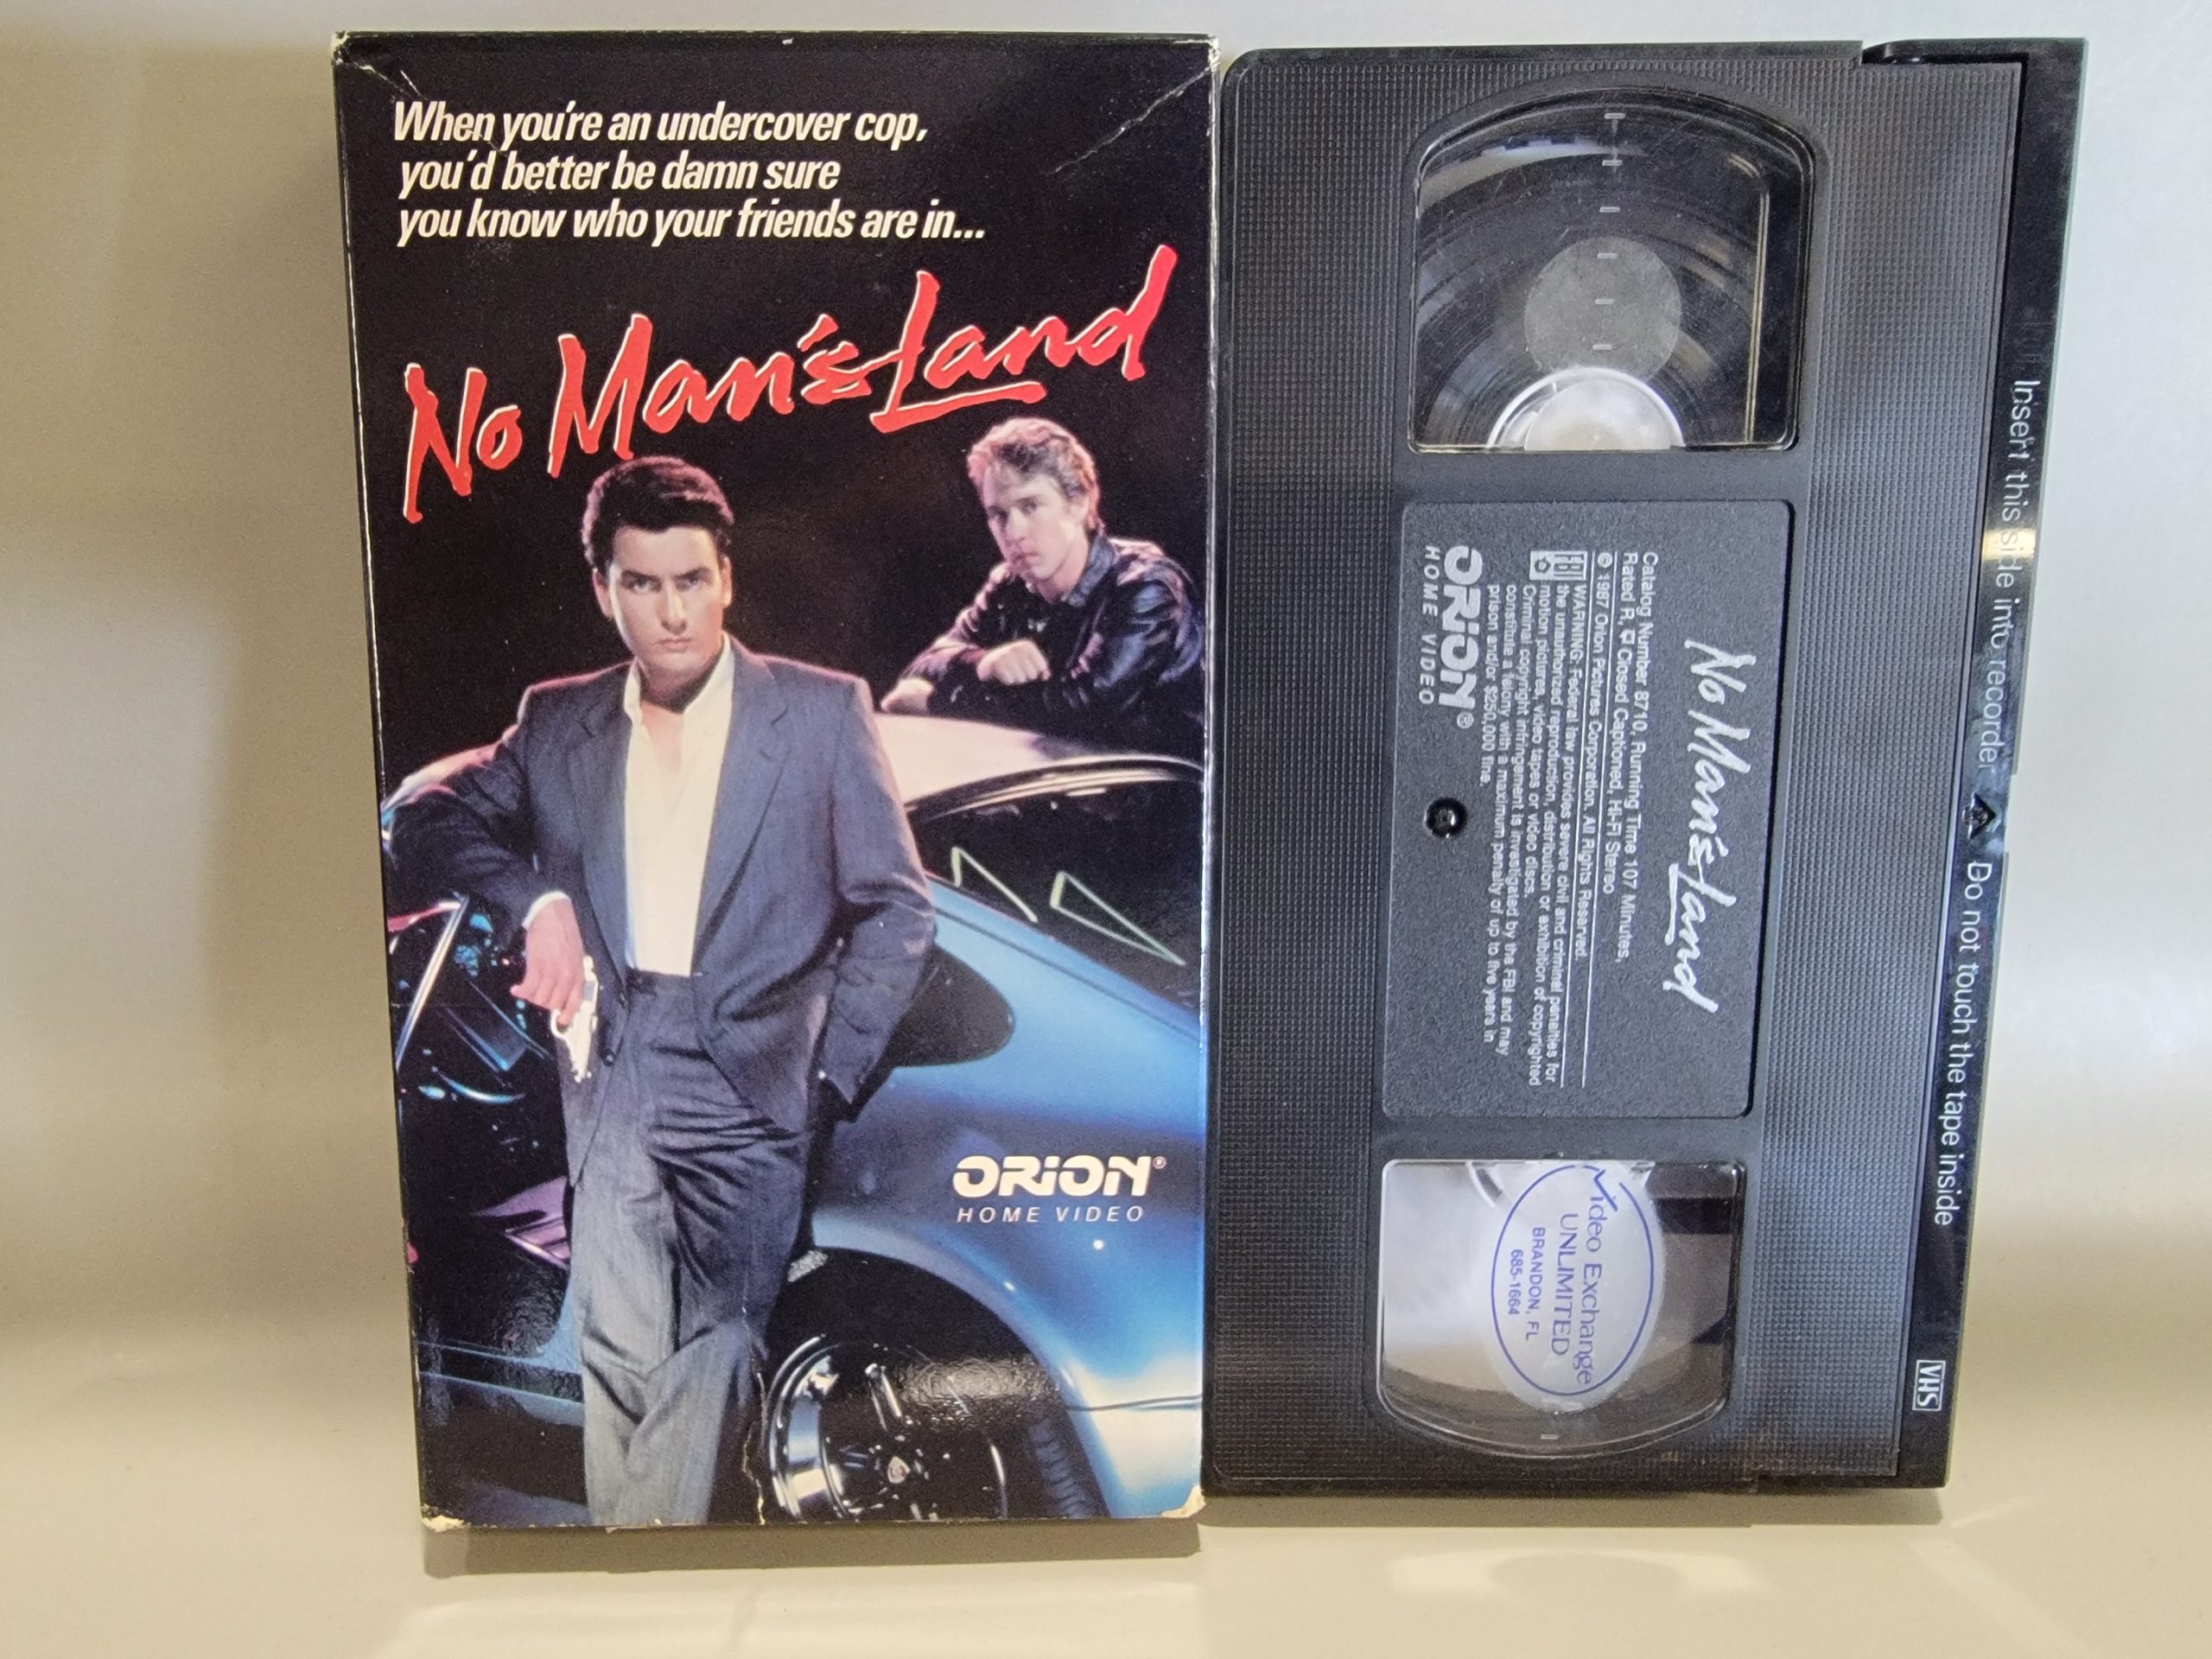 When you're an undercover cop,
you'd better be damn sure
you know who your friends are in...
No Man's Land
ORION®
HOME VIDEO
No Man's Land
Catalog Number 8710, Running Time 107 Minutes,
Rated R, Closed Captioned, Hi-Fi Stereo
© 1987 Orion Pictures Corporation. All Rights Reserved.
FBI
WARNING: Federal law provides severe civil and criminal penalties for
the unauthorized reproduction, distribution or exhibition of copyrighted
motion pictures, video tapes or video discs.
Criminal copyright infringement is investigated by the FBI and may
constitute a felony with a maximum penalty of up to five years in
prison and/or $250,000 fine.
ORION®
HOME VIDEO
Video Exchange
UNLIMITED
BRANDON, FL
685-1664
Insert this side into recorder
Do not touch the tape inside
VHS